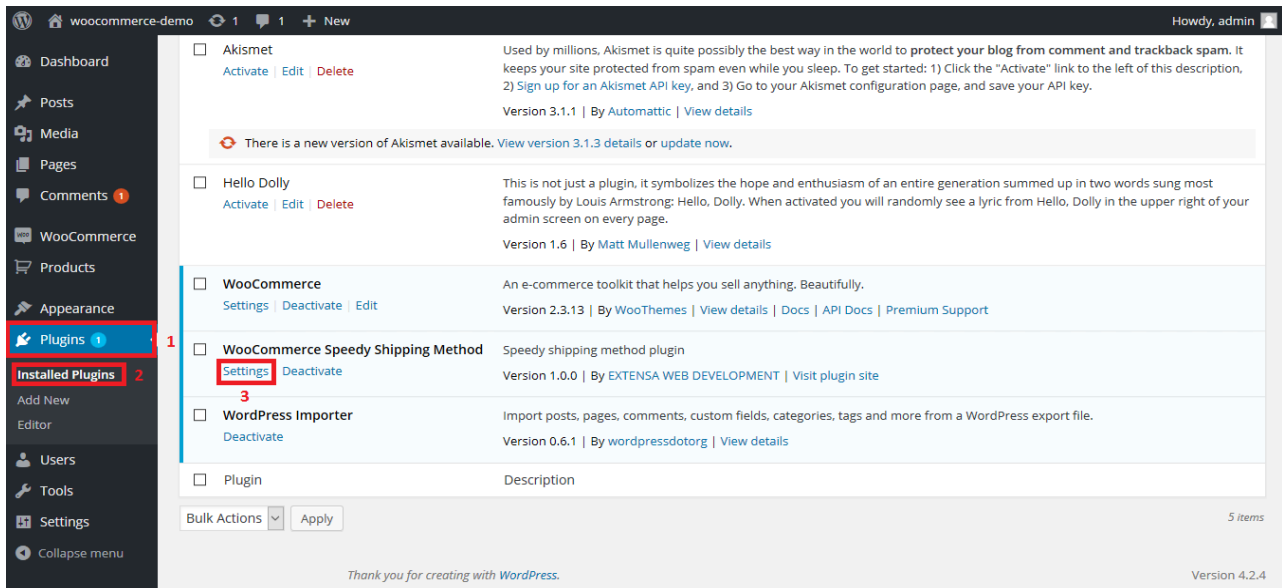 woocommerce-demo 1 1 + New Howdy, admin
Dashboard
Posts
Media
Pages
Comments 1
WooCommerce
Products
Appearance
Plugins 1 1
Installed Plugins 2
Add New
Editor
Users
Tools
Settings
Collapse menu
Akismet
Activate | Edit | Delete
Used by millions, Akismet is quite possibly the best way in the world to protect your blog from comment and trackback spam. It
keeps your site protected from spam even while you sleep. To get started: 1) Click the "Activate" link to the left of this description,
2) Sign up for an Akismet API key, and 3) Go to your Akismet configuration page, and save your API key.
Version 3.1.1 | By Automattic | View details
There is a new version of Akismet available. View version 3.1.3 details or update now.
Hello Dolly
Activate | Edit | Delete
This is not just a plugin, it symbolizes the hope and enthusiasm of an entire generation summed up in two words sung most
famously by Louis Armstrong: Hello, Dolly. When activated you will randomly see a lyric from Hello, Dolly in the upper right of your
admin screen on every page.
Version 1.6 | By Matt Mullenweg | View details
WooCommerce
Settings | Deactivate | Edit
An e-commerce toolkit that helps you sell anything. Beautifully.
Version 2.3.13 | By WooThemes | View details | Docs | API Docs | Premium Support
WooCommerce Speedy Shipping Method
Settings Deactivate
3
Speedy shipping method plugin
Version 1.0.0 | By EXTENSA WEB DEVELOPMENT | Visit plugin site
WordPress Importer
Deactivate
Import posts, pages, comments, custom fields, categories, tags and more from a WordPress export file.
Version 0.6.1 | By wordpressdotorg | View details
Plugin Description
Bulk Actions Apply 5 items
Thank you for creating with WordPress. Version 4.2.4